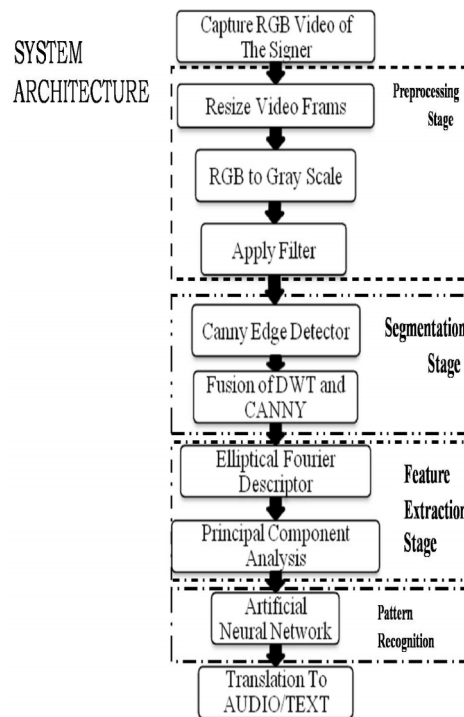 SYSTEM
ARCHITECTURE
Capture RGB Video of
The Signer
Preprocessing
Stage
Resize Video Frams
RGB to Gray Scale
Apply Filter
Segmentation
Stage
Canny Edge Detector
Fusion of DWT and
CANNY
Feature
Extraction
Stage
Elliptical Fourier
Descriptor
Principal Component
Analysis
Pattern
Recognition
Artificial
Neural Network
Translation To
AUDIO/TEXT